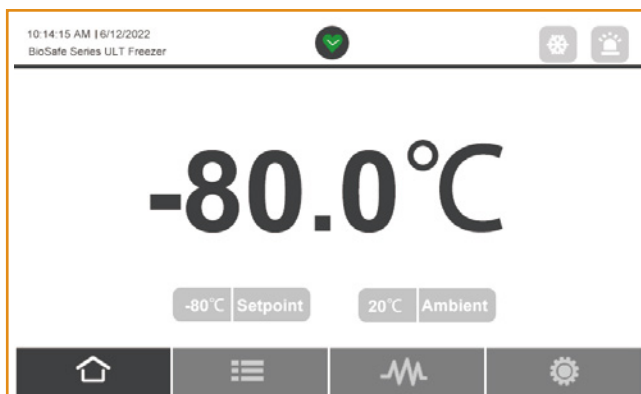 10:14:15 AM | 6/12/2022
BioSafe Series ULT Freezer
-80.0℃
-80℃ Setpoint
20℃ Ambient